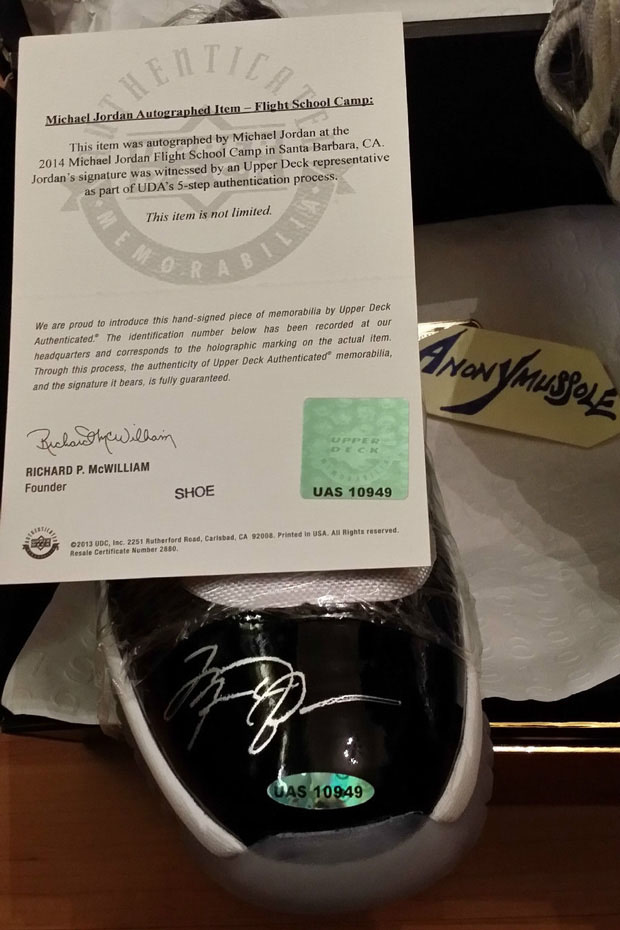 AUTHENTICATED
Michael Jordan Autographed Item – Flight School Camp:
This item was autographed by Michael Jordan at the
2014 Michael Jordan Flight School Camp in Santa Barbara, CA.
Jordan's signature was witnessed by an Upper Deck representative
as part of UDA's 5-step authentication process.
This item is not limited.
MEMORABILIA
We are proud to introduce this hand-signed piece of memorabilia by Upper Deck
Authenticated.® The identification number below has been recorded at our
headquarters and corresponds to the holographic marking on the actual item.
Through this process, the authenticity of Upper Deck Authenticated® memorabilia,
and the signature it bears, is fully guaranteed.
Richard McWilliam
RICHARD P. McWILLIAM
Founder
SHOE
UPPER
DECK
UAS 10949
©2013 UDC, Inc. 2251 Rutherford Road, Carlsbad, CA 92008. Printed in USA. All Rights reserved.
Resale Certificate Number 2880.
ANONYMUSSOLE
UAS 10949